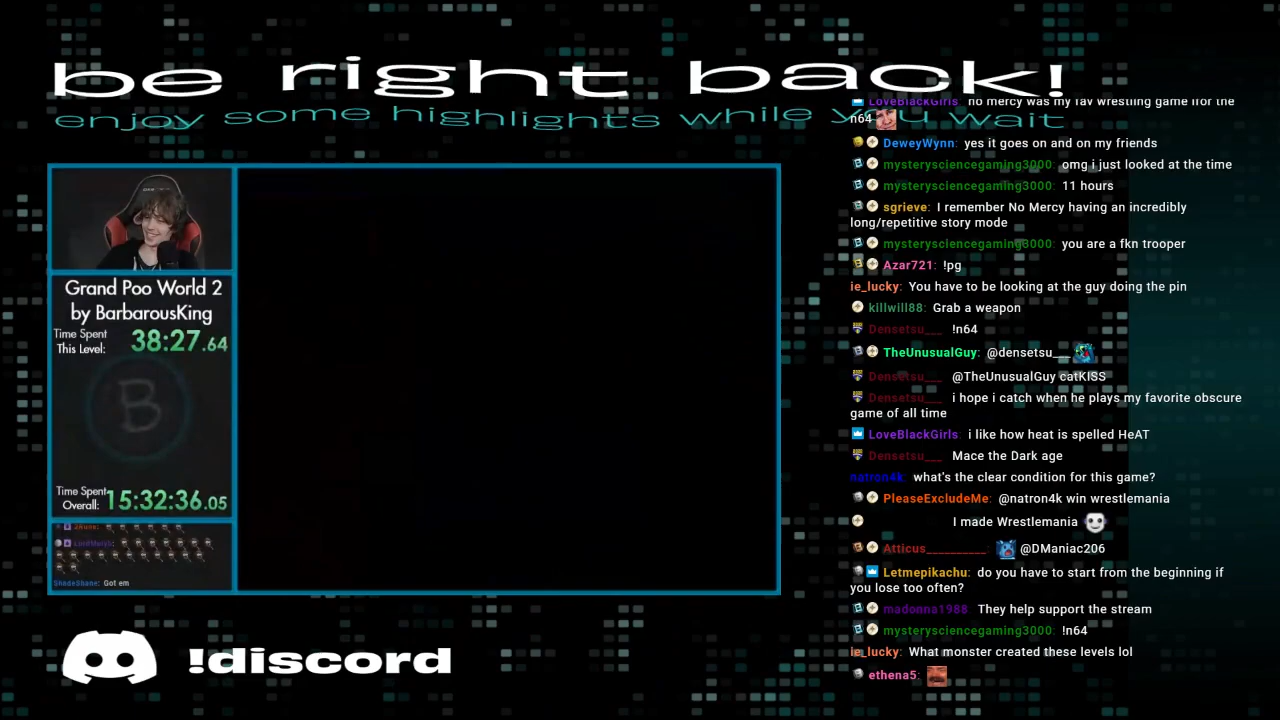 be right back!
enjoy some highlights while you wait
Grand Poo World 2
by BarbarousKing
Time Spent
This Level:
38:27.64
B
Time Spent
Overall:
15:32:36.05
ShadeShane: Got em
!discord
LoveBlackGirls no mercy was my fav wrestling game fror the
n64
DeweyWynn: yes it goes on and on my friends
mysterysciencegaming3000: omg i just looked at the time
mysterysciencegaming3000: 11 hours
sgrieve: I remember No Mercy having an incredibly
long/repetitive story mode
mysterysciencegaming3000: you are a fkn trooper
Azar721: !pg
ie_lucky: You have to be looking at the guy doing the pin
killwill88: Grab a weapon
Densetsu___ !n64
TheUnusualGuy: @densetsu___
Densetsu___ @TheUnusualGuy catKISS
Densetsu___ i hope i catch when he plays my favorite obscure
game of all time
LoveBlackGirls i like how heat is spelled HeAT
Densetsu___ Mace the Dark age
natron4k: what's the clear condition for this game?
PleaseExcludeMe: @natron4k win wrestlemania
I made Wrestlemania
Atticus__________: @DManiac206
Letmepikachu: do you have to start from the beginning if
you lose too often?
madonna1988 They help support the stream
mysterysciencegaming3000: !n64
ie_lucky: What monster created these levels lol
ethena5: